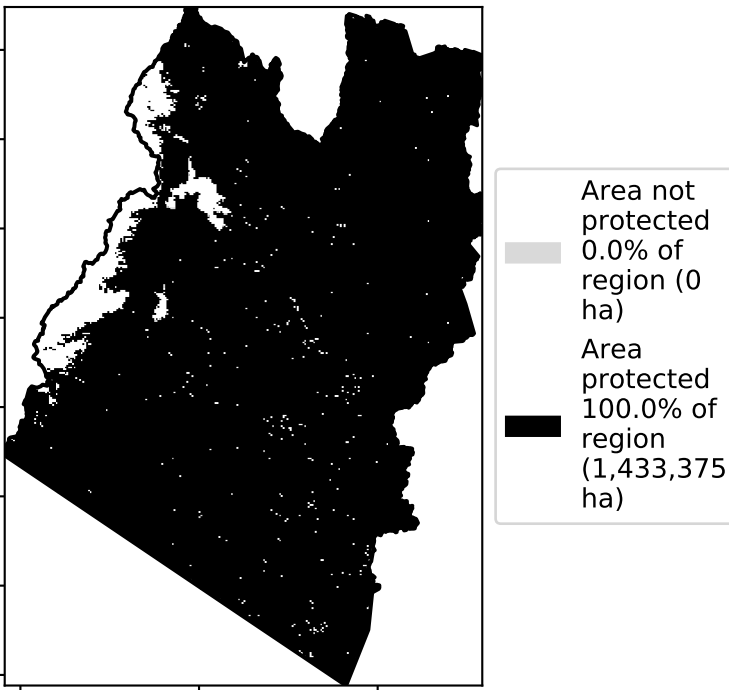 Area not
protected
0.0% of
region (0
ha)
Area
protected
100.0% of
region
(1,433,375
ha)